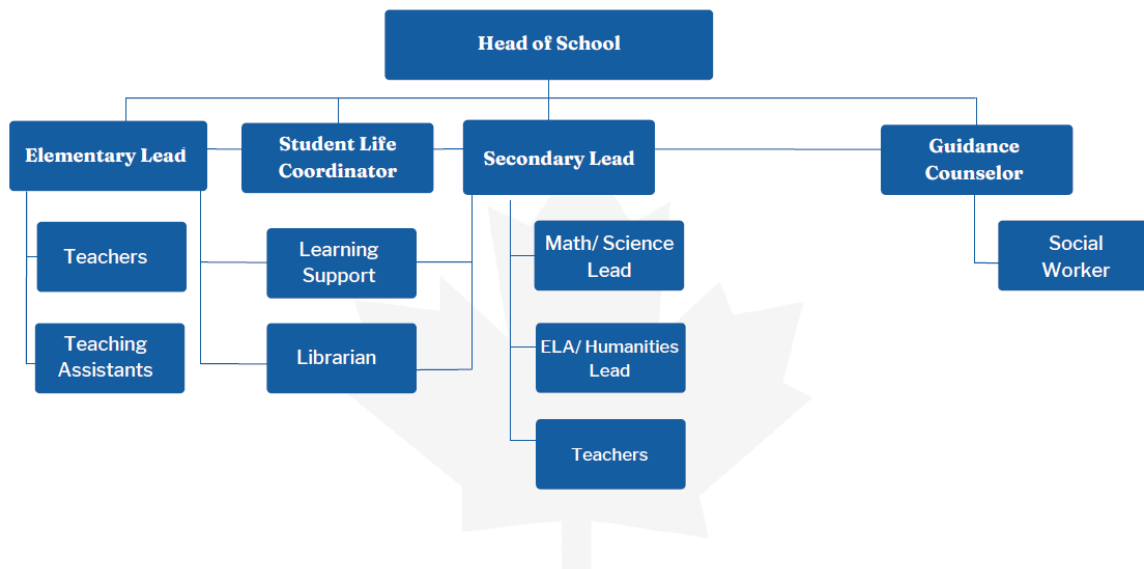 Head of School
Elementary Lead
Student Life
Coordinator
Secondary Lead
Guidance
Counselor
Teachers
Learning
Support
Math/ Science
Lead
Social
Worker
Teaching
Assistants
Librarian
ELA/ Humanities
Lead
Teachers